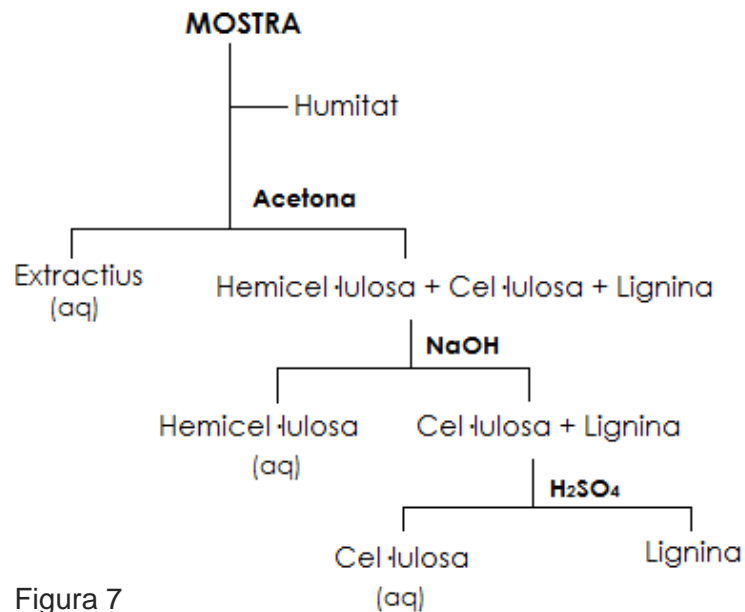 MOSTRA
Humitat
Acetona
Extractius
(aq)
Hemicel·lulosa + Cel·lulosa + Lignina
NaOH
Hemicel·lulosa
(aq)
Cel·lulosa + Lignina
H₂SO₄
Cel·lulosa
(aq)
Lignina
Figura 7